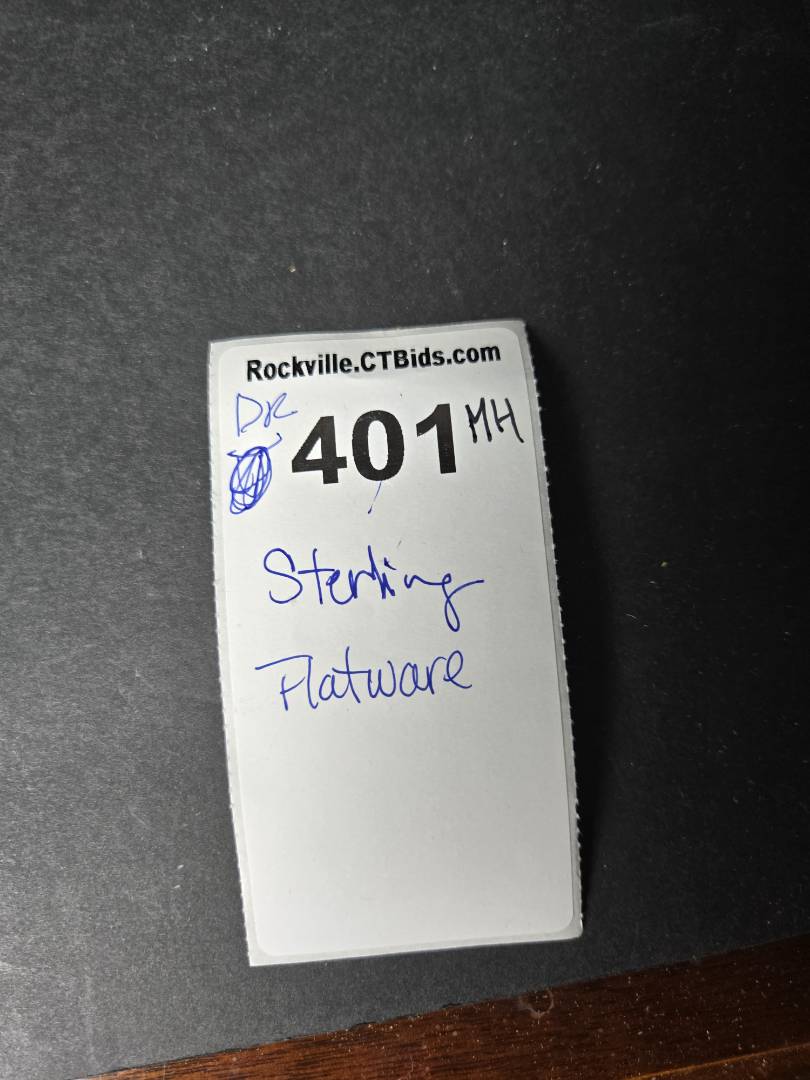 Rockville.CTBids.com
DR
401 MH
Sterling
Flatware